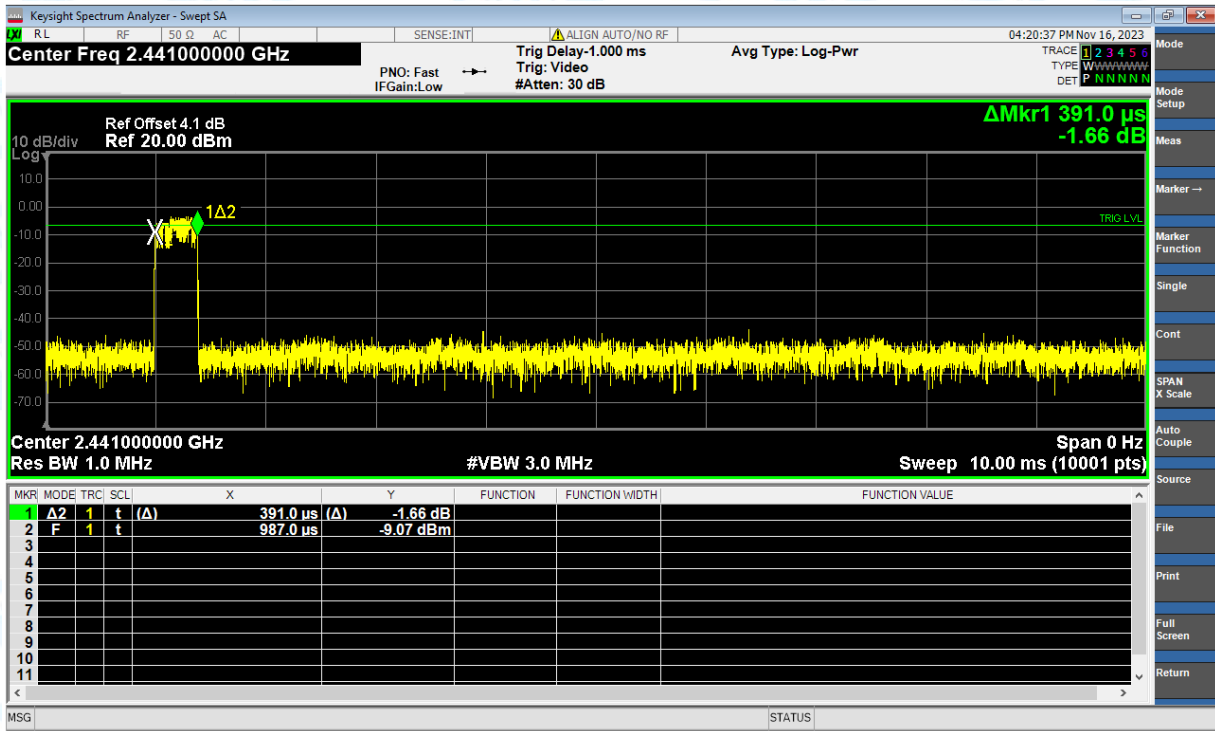 Keysight Spectrum Analyzer - Swept SA
LXI RL RF 50 Ω AC SENSE:INT ALIGN AUTO/NO RF 04:20:37 PM Nov 16, 2023
Center Freq 2.441000000 GHz
PNO: Fast
IFGain:Low
Trig Delay-1.000 ms
Trig: Video
#Atten: 30 dB
Avg Type: Log-Pwr
TRACE 1 2 3 4 5 6
TYPE WWWWWWW
DET P N N N N N
ΔMkr1 391.0 µs
-1.66 dB
Ref Offset 4.1 dB
10 dB/div Ref 20.00 dBm
Log
10.0
0.00
-10.0
-20.0
-30.0
-40.0
-50.0
-60.0
-70.0
1Δ2
TRIG LVL
Center 2.441000000 GHz Span 0 Hz
Res BW 1.0 MHz #VBW 3.0 MHz Sweep 10.00 ms (10001 pts)
MKR MODE TRC SCL X Y FUNCTION FUNCTION WIDTH FUNCTION VALUE
1 Δ2 1 t (Δ) 391.0 µs (Δ) -1.66 dB
2 F 1 t 987.0 µs -9.07 dBm
3
4
5
6
7
8
9
10
11
MSG STATUS
Mode
Mode
Setup
Meas
Marker →
Marker
Function
Single
Cont
SPAN
X Scale
Auto
Couple
Source
File
Print
Full
Screen
Return